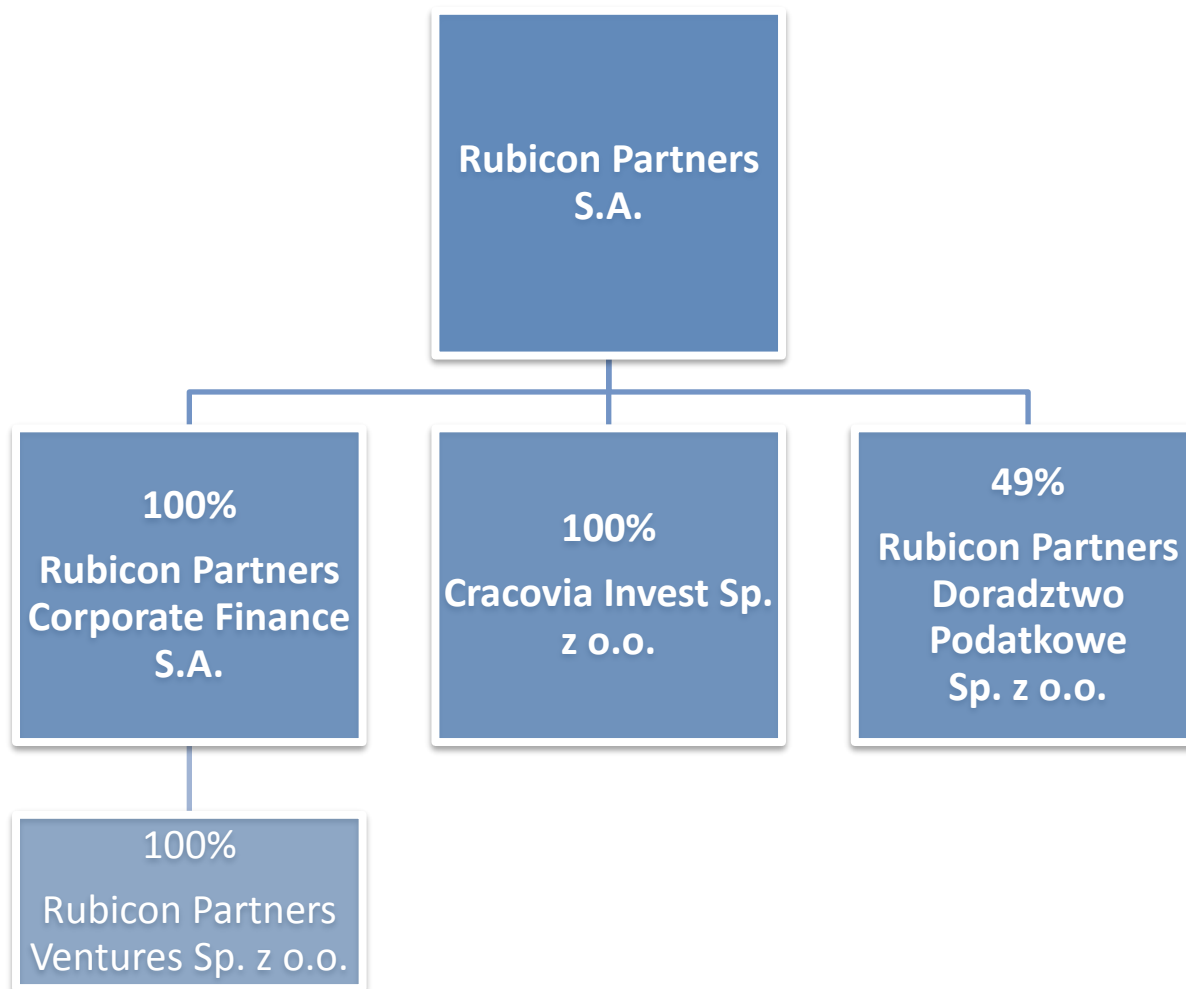 Rubicon Partners
S.A.
100%
Rubicon Partners
Corporate Finance
S.A.
100%
Cracovia Invest Sp.
z o.o.
49%
Rubicon Partners
Doradztwo
Podatkowe
Sp. z o.o.
100%
Rubicon Partners
Ventures Sp. z o.o.